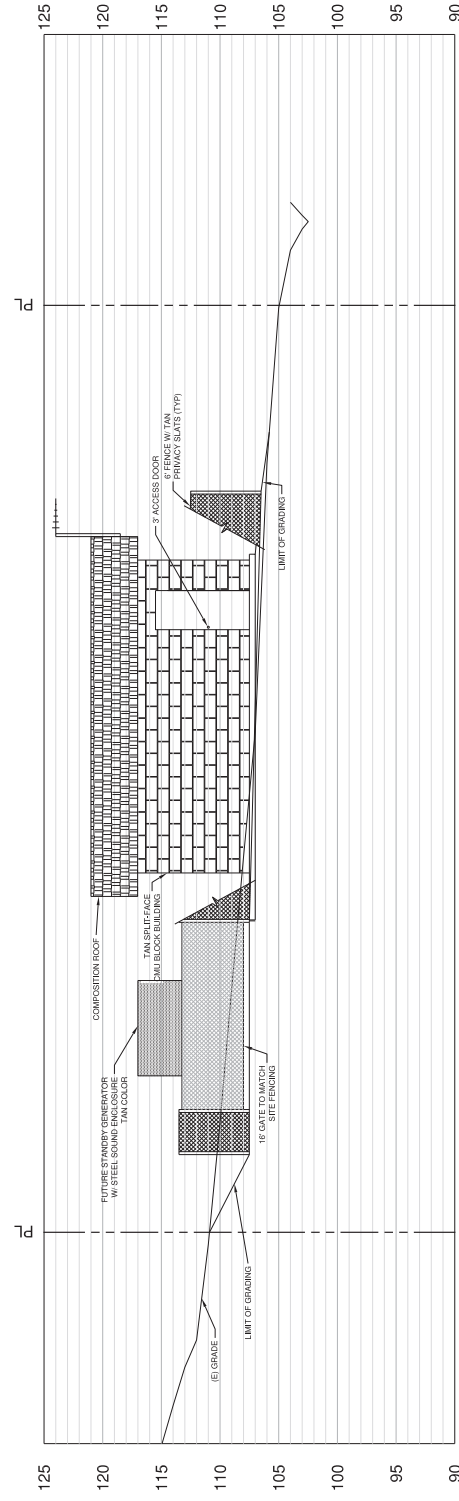 125
120
115
110
105
100
95
90
PL
PL
FUTURE STANDBY GENERATOR
W/ STEEL SOUND ENCLOSURE
TAN COLOR
COMPOSITION ROOF
TAN SPLIT-FACE
CMU BLOCK BUILDING
3' ACCESS DOOR
6' FENCE W/ TAN
PRIVACY SLATS (TYP)
(E) GRADE
LIMIT OF GRADING
16' GATE TO MATCH
SITE FENCING
LIMIT OF GRADING
125
120
115
110
105
100
95
90